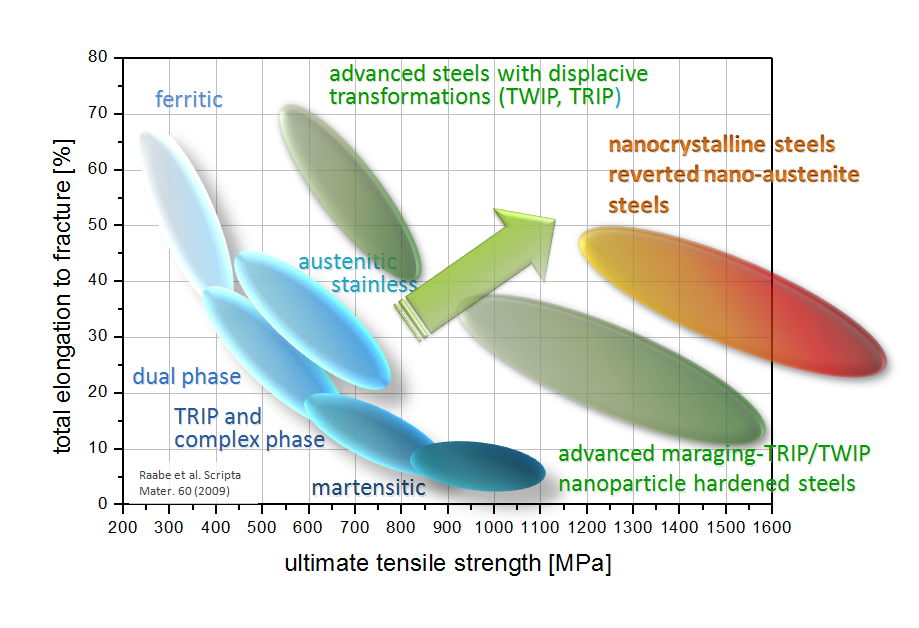 80
70
60
50
40
30
20
10
0
total elongation to fracture [%]
ferritic
advanced steels with displacive
transformations (TWIP, TRIP)
nanocrystalline steels
reverted nano-austenite
steels
austenitic
stainless
dual phase
TRIP and
complex phase
martensitic
advanced maraging-TRIP/TWIP
nanoparticle hardened steels
Raabe et al. Scripta
Mater. 60 (2009)
200 300 400 500 600 700 800 900 1000 1100 1200 1300 1400 1500 1600
ultimate tensile strength [MPa]